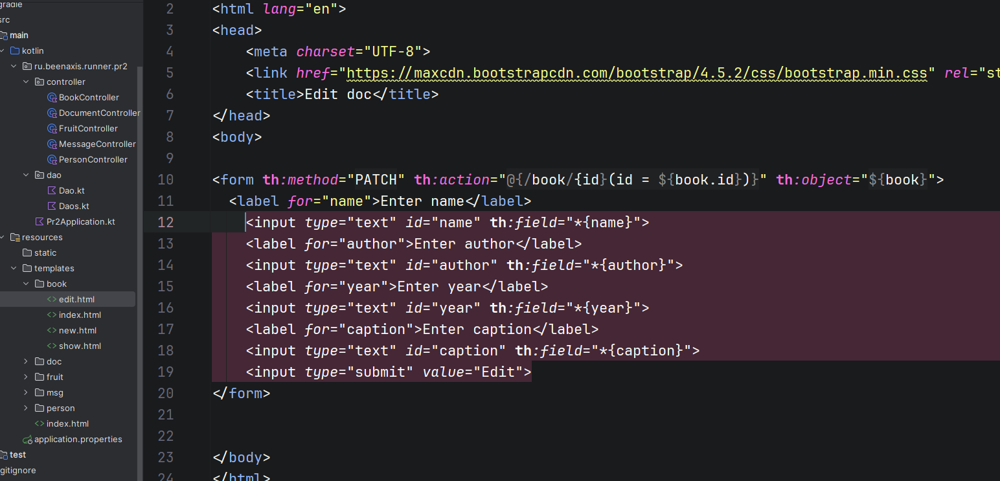 gradle
src
main
kotlin
ru.beenaxis.runner.pr2
controller
BookController
DocumentController
FruitController
MessageController
PersonController
dao
Dao.kt
Daos.kt
Pr2Application.kt
resources
static
templates
book
edit.html
index.html
new.html
show.html
doc
fruit
msg
person
index.html
application.properties
test
gitignore
2 <html lang="en">
3 <head>
4 <meta charset="UTF-8">
5 <link href="https://maxcdn.bootstrapcdn.com/bootstrap/4.5.2/css/bootstrap.min.css" rel="st
6 <title>Edit doc</title>
7 </head>
8 <body>
9
10 <form th:method="PATCH" th:action="@{/book/{id}(id = ${book.id})}" th:object="${book}">
11 <label for="name">Enter name</label>
12 <input type="text" id="name" th:field="*{name}">
13 <label for="author">Enter author</label>
14 <input type="text" id="author" th:field="*{author}">
15 <label for="year">Enter year</label>
16 <input type="text" id="year" th:field="*{year}">
17 <label for="caption">Enter caption</label>
18 <input type="text" id="caption" th:field="*{caption}">
19 <input type="submit" value="Edit">
20 </form>
21
22
23 </body>
24 </html>